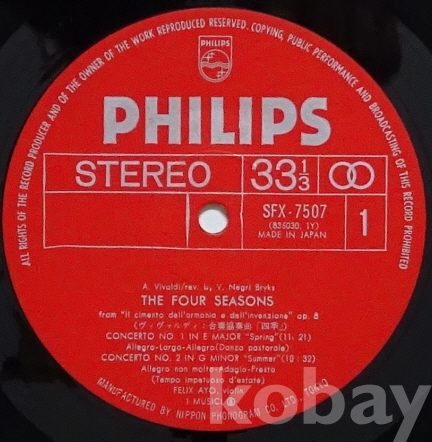 ALL RIGHTS OF THE RECORD PRODUCER AND OF THE OWNER OF THE WORK REPRODUCED RESERVED. COPYING, PUBLIC PERFORMANCE AND BROADCASTING OF THIS RECORD PROHIBITED
PHILIPS
PHILIPS
STEREO 33 1/3
SFX-7507
(835030. 1Y)
MADE IN JAPAN
1
A. Vivaldi/rev. by V. Negri Bryks
THE FOUR SEASONS
from "Il cimento dell'armonia e dell'invenzione" op. 8
(ヴィヴァルディ:合奏協奏曲「四季」)
CONCERTO NO. 1 IN E MAJOR "Spring"(11:21)
Allegro-Largo-Allegro(Danza pastorale)
CONCERTO NO. 2 IN G MINOR "Summer"(10:32)
Allegro non molto-Adagio-Presto
(Tempo impetuoso d'estate)
FELIX AYO, violin
I MUSICI
MANUFACTURED BY NIPPON PHONOGRAM CO., LTD., TOKYO
kobay